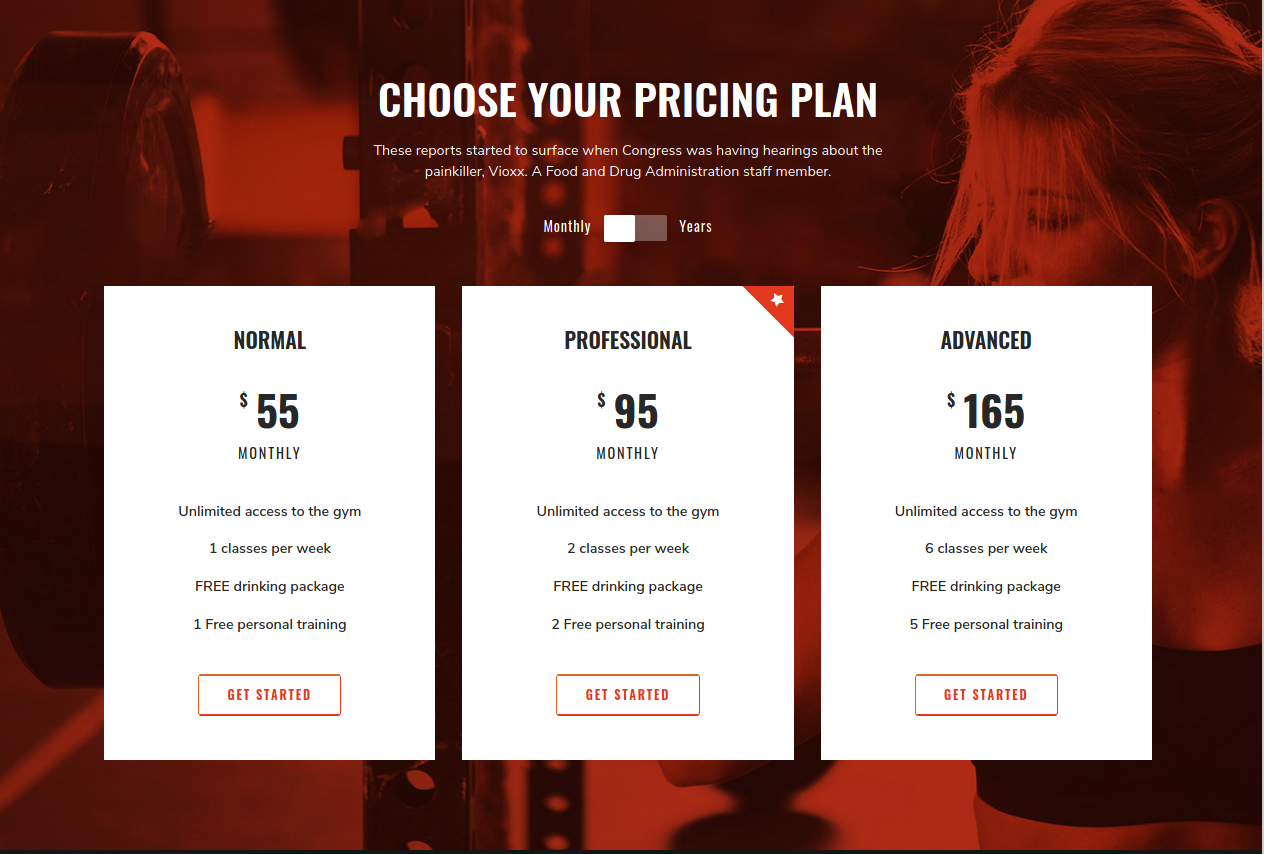 CHOOSE YOUR PRICING PLAN
These reports started to surface when Congress was having hearings about the
painkiller, Vioxx. A Food and Drug Administration staff member.
Monthly Years
NORMAL
$ 55
MONTHLY
Unlimited access to the gym
1 classes per week
FREE drinking package
1 Free personal training
GET STARTED
PROFESSIONAL
$ 95
MONTHLY
Unlimited access to the gym
2 classes per week
FREE drinking package
2 Free personal training
GET STARTED
ADVANCED
$ 165
MONTHLY
Unlimited access to the gym
6 classes per week
FREE drinking package
5 Free personal training
GET STARTED